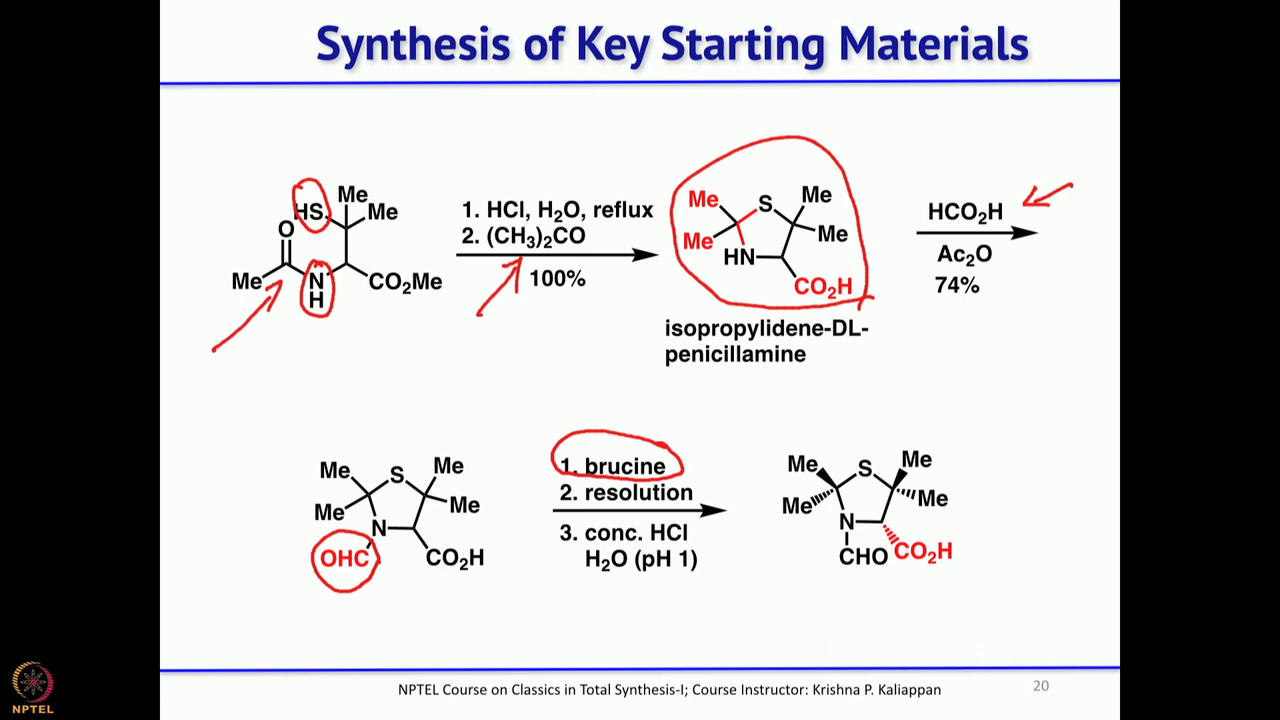 Synthesis of Key Starting Materials
HS
Me
Me
O
Me
N
H
CO₂Me
1. HCl, H₂O, reflux
2. (CH₃)₂CO
100%
Me
S
Me
Me
Me
HN
CO₂H
isopropylidene-DL-
penicillamine
HCO₂H
Ac₂O
74%
Me
S
Me
Me
Me
N
OHC
CO₂H
1. brucine
2. resolution
3. conc. HCl
H₂O (pH 1)
Me
S
Me
Me
Me
N
CHO
CO₂H
NPTEL
NPTEL Course on Classics in Total Synthesis-I; Course Instructor: Krishna P. Kaliappan
20